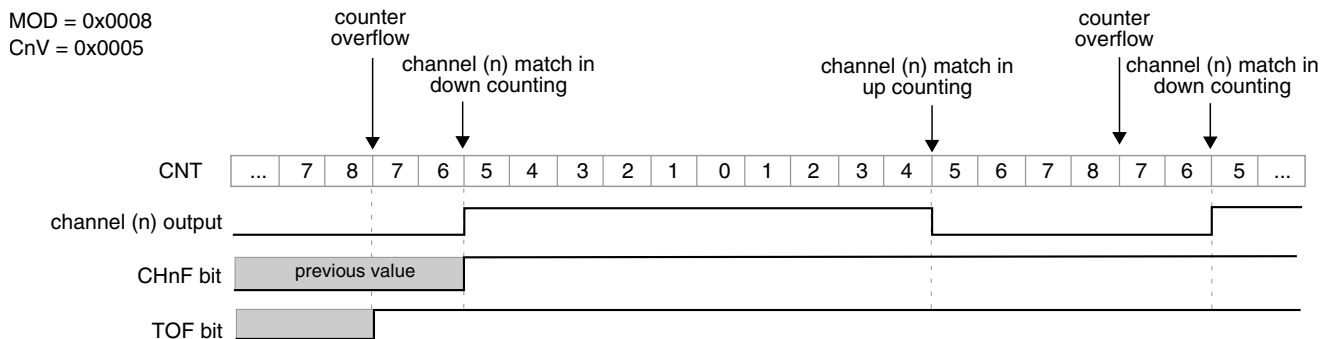 MOD = 0x0008
CnV = 0x0005
counter
overflow
channel (n) match in
down counting
channel (n) match in
up counting
counter
overflow
channel (n) match in
down counting
CNT ... 7 8 7 6 5 4 3 2 1 0 1 2 3 4 5 6 7 8 7 6 5 ...
channel (n) output
CHnF bit previous value
TOF bit